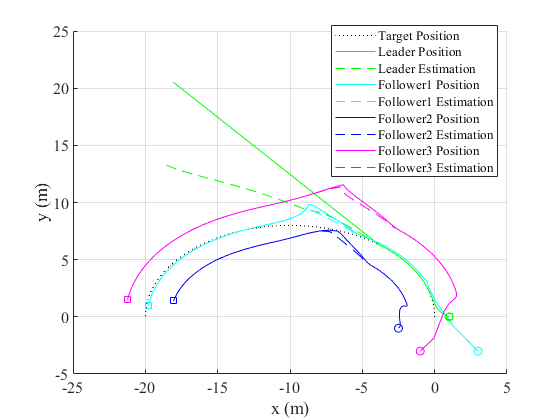 25
20
15
10
5
0
-5
y (m)
-25
-20
-15
-10
-5
0
5
x (m)
Target Position
Leader Position
Leader Estimation
Follower1 Position
Follower1 Estimation
Follower2 Position
Follower2 Estimation
Follower3 Position
Follower3 Estimation